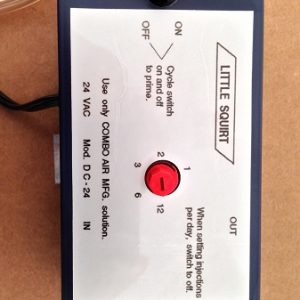 LITTLE SQUIRT
ON
OFF
Cycle switch
on and off
to prime.
OUT
When setting injections
per day, switch to off.
1
2
3
6
12
Use only COMBO AIR MFG. solution.
24 VAC Mod. DC-24 IN